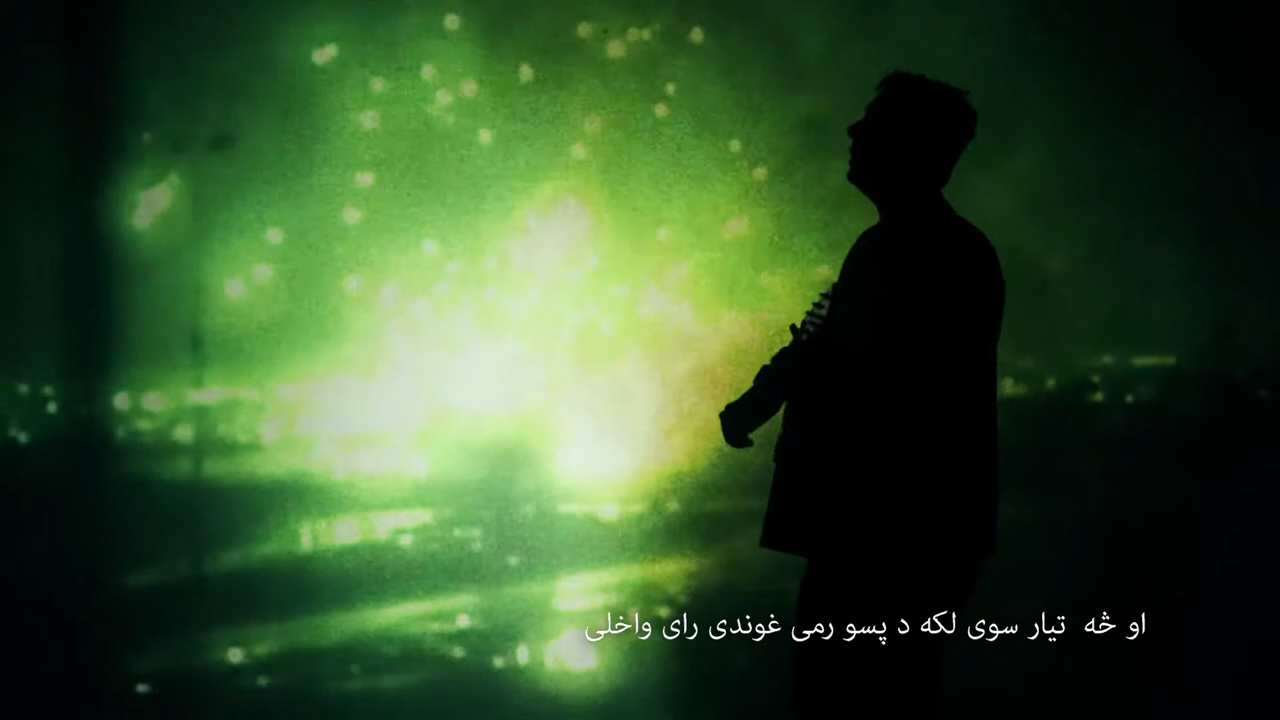 او څه تیار سوی لکه د پسو رمی غوندی رای واخلی